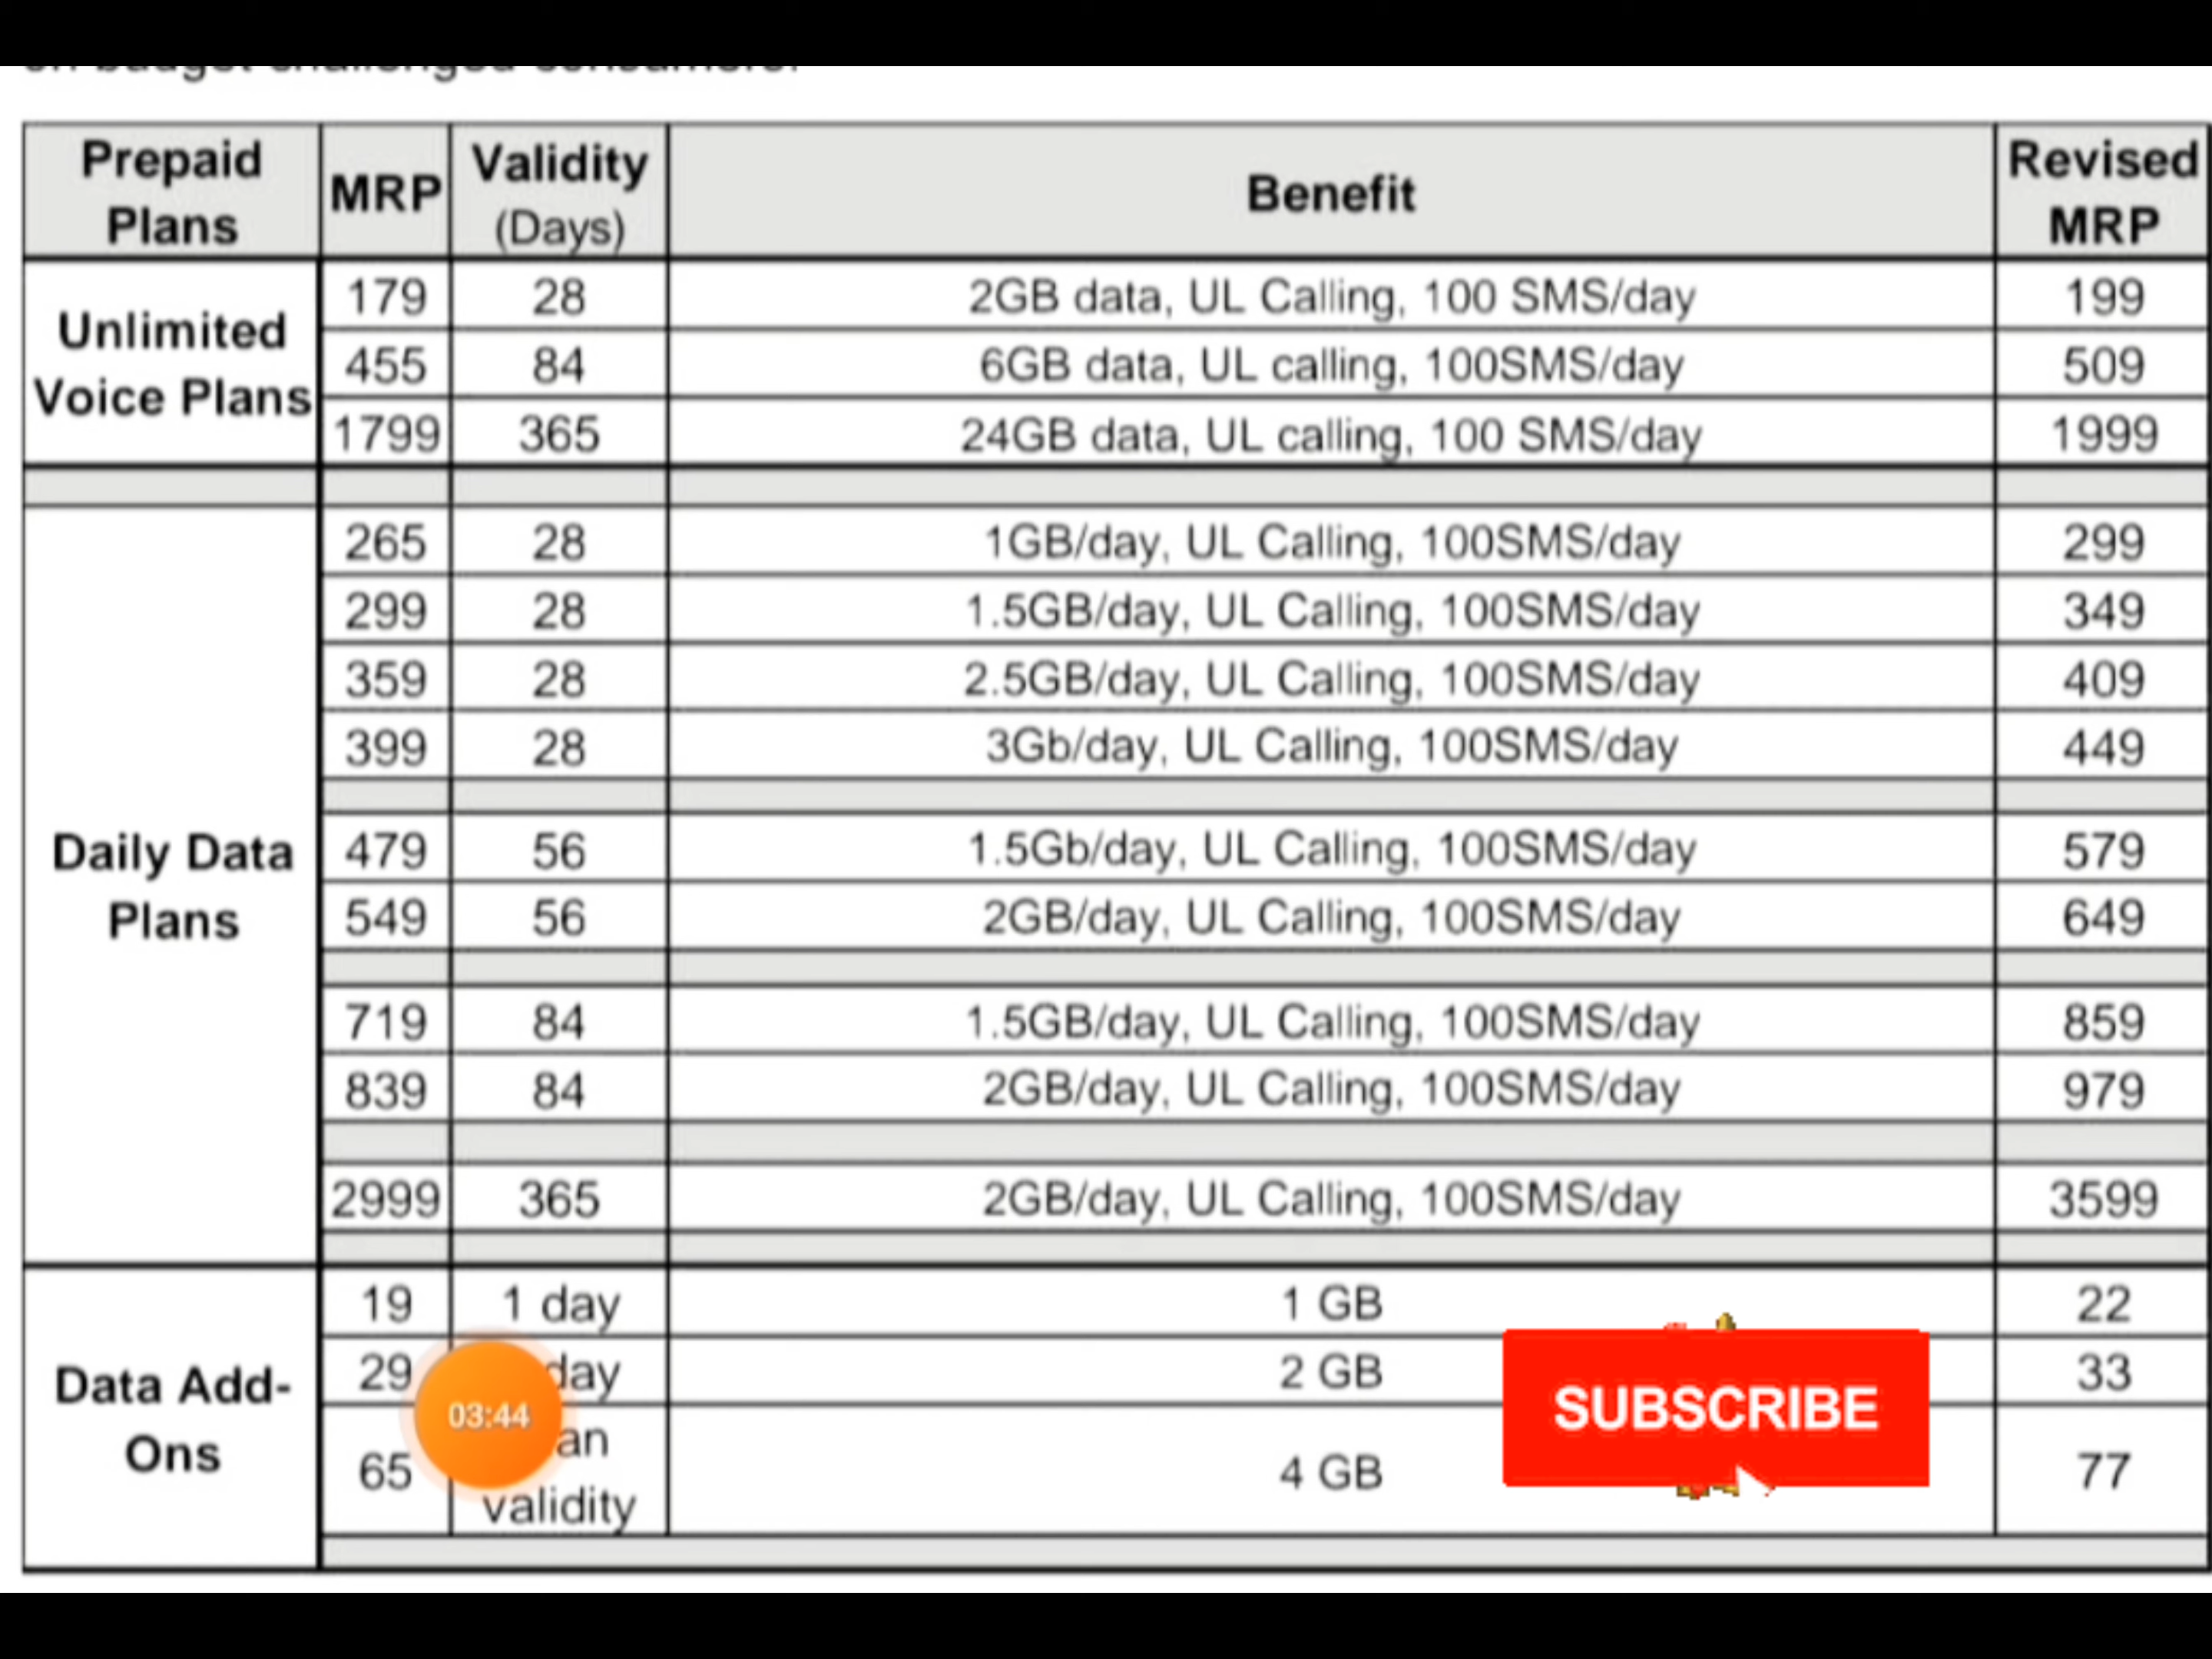 on budget challenged consumers.
Prepaid Plans MRP Validity (Days) Benefit Revised MRP
Unlimited Voice Plans
179 28 2GB data, UL Calling, 100 SMS/day 199
455 84 6GB data, UL calling, 100SMS/day 509
1799 365 24GB data, UL calling, 100 SMS/day 1999
Daily Data Plans
265 28 1GB/day, UL Calling, 100SMS/day 299
299 28 1.5GB/day, UL Calling, 100SMS/day 349
359 28 2.5GB/day, UL Calling, 100SMS/day 409
399 28 3Gb/day, UL Calling, 100SMS/day 449
479 56 1.5Gb/day, UL Calling, 100SMS/day 579
549 56 2GB/day, UL Calling, 100SMS/day 649
719 84 1.5GB/day, UL Calling, 100SMS/day 859
839 84 2GB/day, UL Calling, 100SMS/day 979
2999 365 2GB/day, UL Calling, 100SMS/day 3599
Data Add-Ons
19 1 day 1 GB 22
29 day 2 GB 33
65 validity 4 GB 77
03:44
SUBSCRIBE